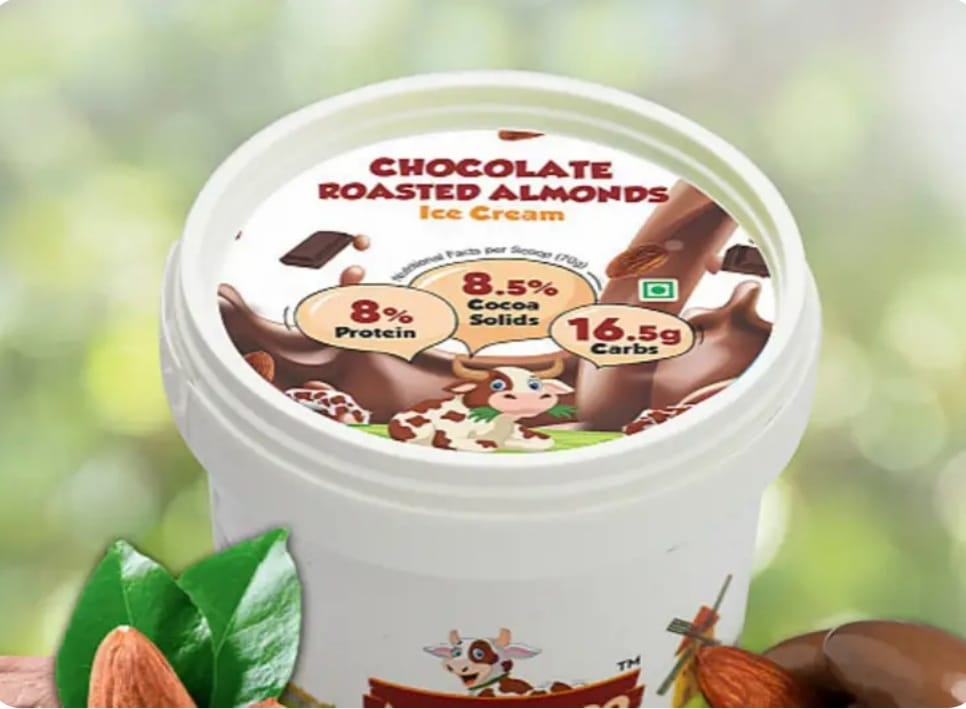 CHOCOLATE
ROASTED ALMONDS
Ice Cream
Nutritional Facts per Scoop (70g)
8.5%
Cocoa
Solids
8%
Protein
16.5g
Carbs
TM